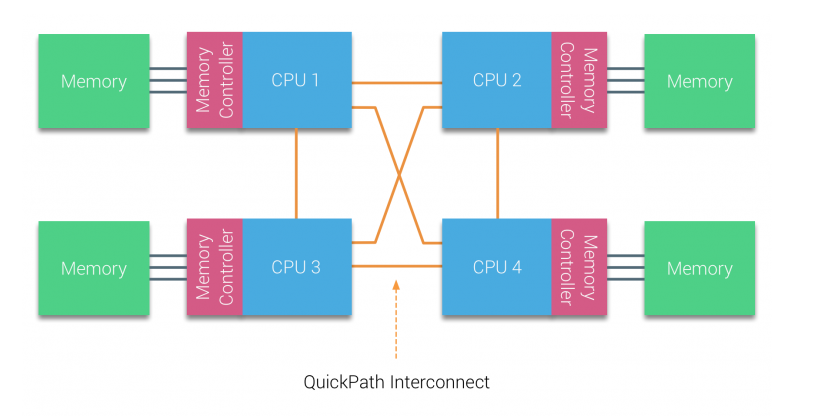 Memory
Memory
Controller
CPU 1
CPU 2
Memory
Controller
Memory
Memory
Memory
Controller
CPU 3
CPU 4
Memory
Controller
Memory
QuickPath Interconnect